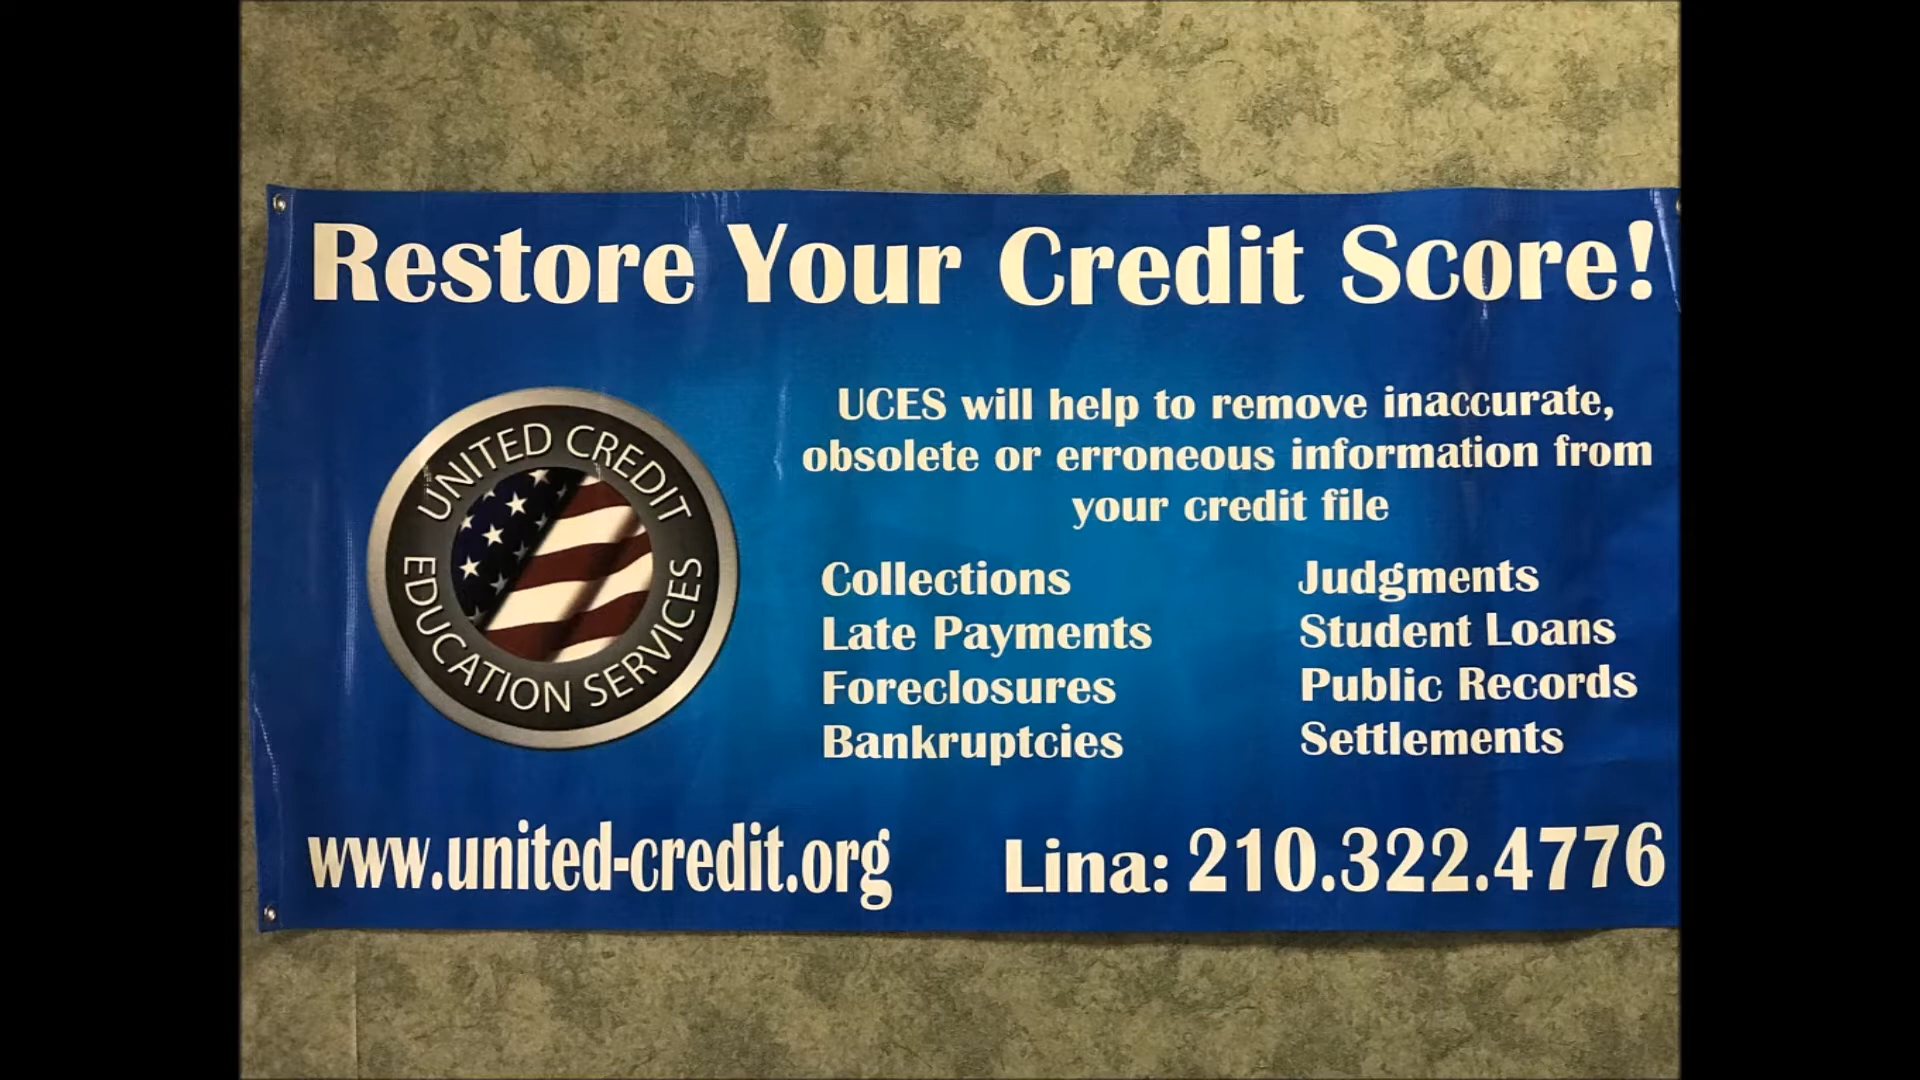 Restore Your Credit Score!
UNITED CREDIT
EDUCATION SERVICES
UCES will help to remove inaccurate,
obsolete or erroneous information from
your credit file
Collections
Late Payments
Foreclosures
Bankruptcies
Judgments
Student Loans
Public Records
Settlements
www.united-credit.org
Lina: 210.322.4776